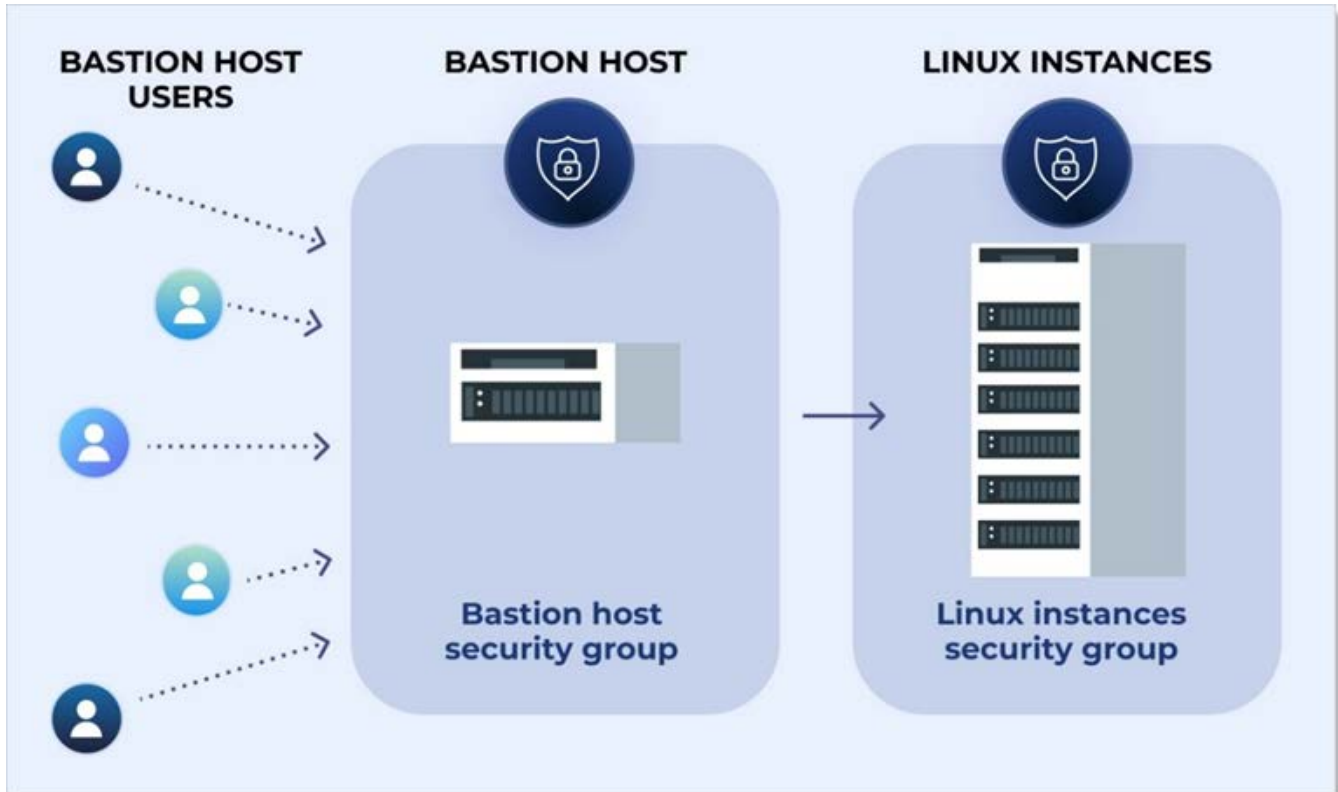 BASTION HOST
USERS
BASTION HOST
LINUX INSTANCES
Bastion host
security group
Linux instances
security group